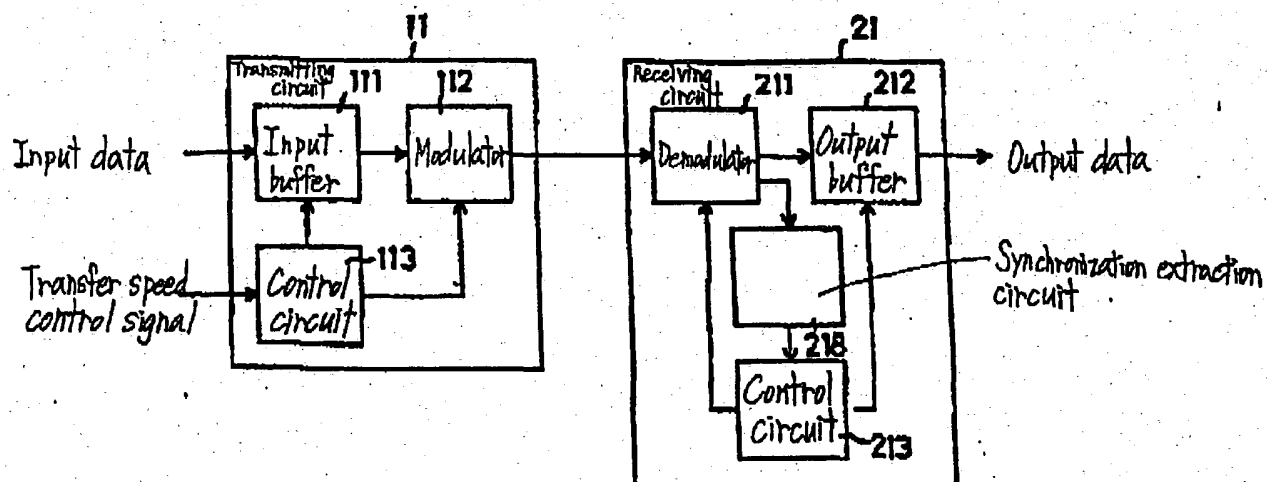 11
Transmitting
circuit
111
112
Input data
Input
buffer
Modulator
113
Transfer speed
control signal
Control
circuit
21
Receiving
circuit
211
212
Demadulator
Output
buffer
Output data
Synchronization extraction
circuit
218
Control
circuit
213